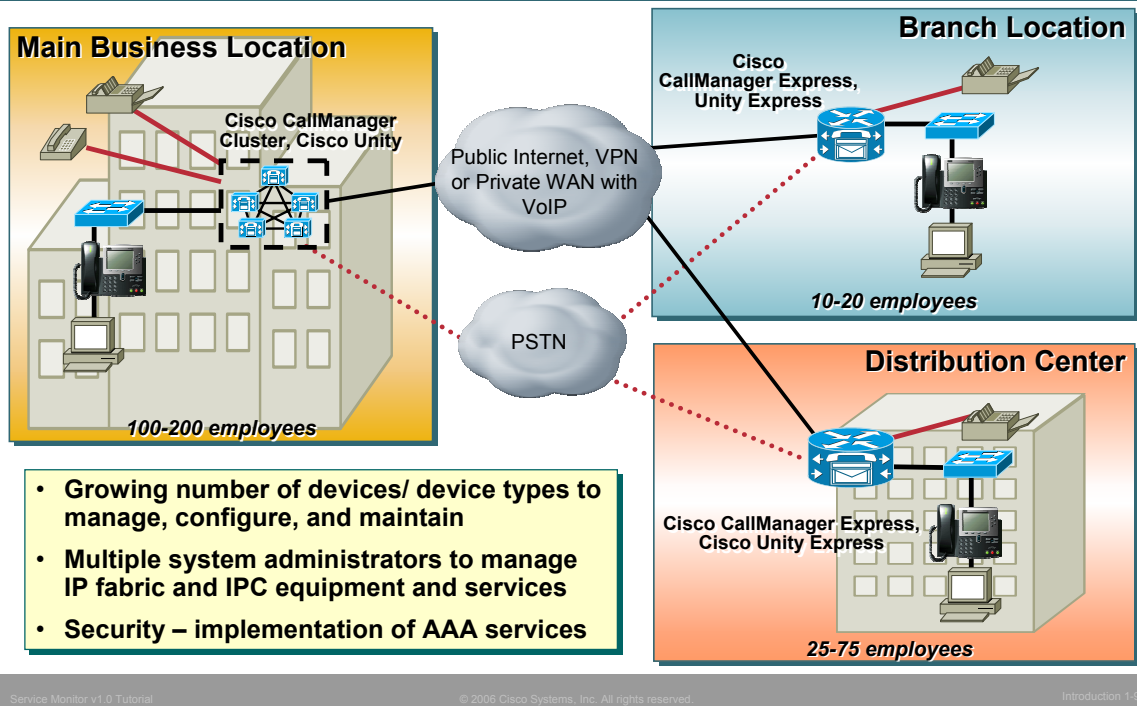 Main Business Location
Cisco CallManager
Cluster, Cisco Unity
100-200 employees
Public Internet, VPN
or Private WAN with
VoIP
PSTN
Branch Location
Cisco
CallManager Express,
Unity Express
10-20 employees
Distribution Center
Cisco CallManager Express,
Cisco Unity Express
25-75 employees
• Growing number of devices/ device types to
manage, configure, and maintain
• Multiple system administrators to manage
IP fabric and IPC equipment and services
• Security – implementation of AAA services
Service Monitor v1.0 Tutorial
© 2006 Cisco Systems, Inc. All rights reserved.
Introduction 1-9